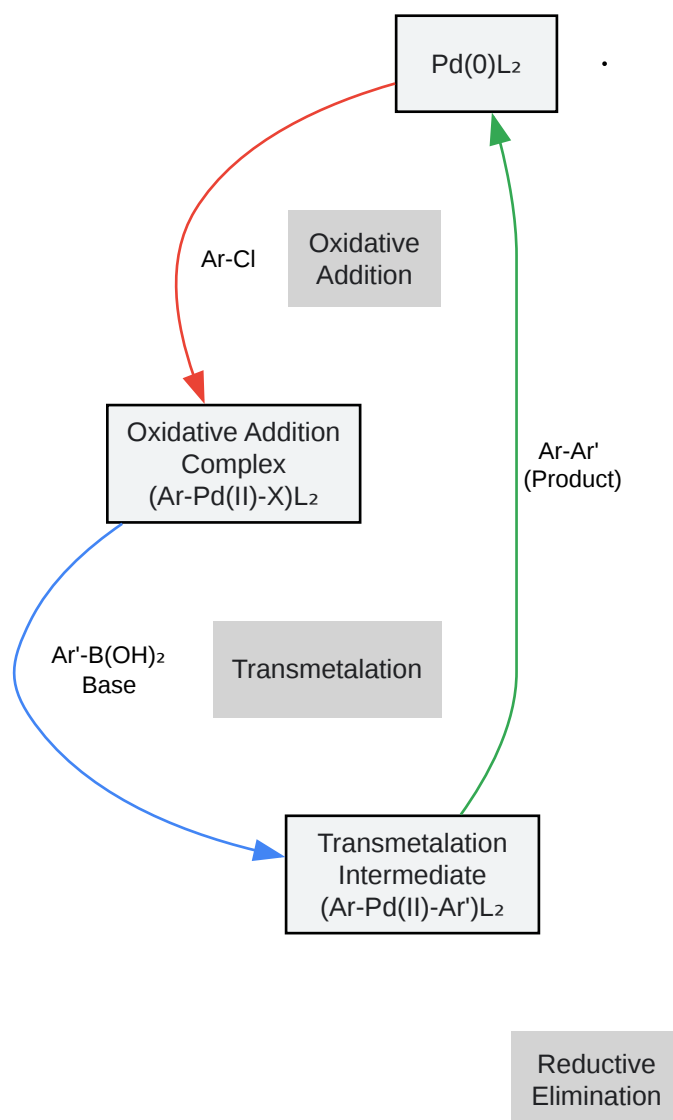 Pd(0)L₂
.
Ar-Cl
Oxidative
Addition
Oxidative Addition
Complex
(Ar-Pd(II)-X)L₂
Ar-Ar'
(Product)
Ar'-B(OH)₂
Base
Transmetalation
Transmetalation
Intermediate
(Ar-Pd(II)-Ar')L₂
Reductive
Elimination